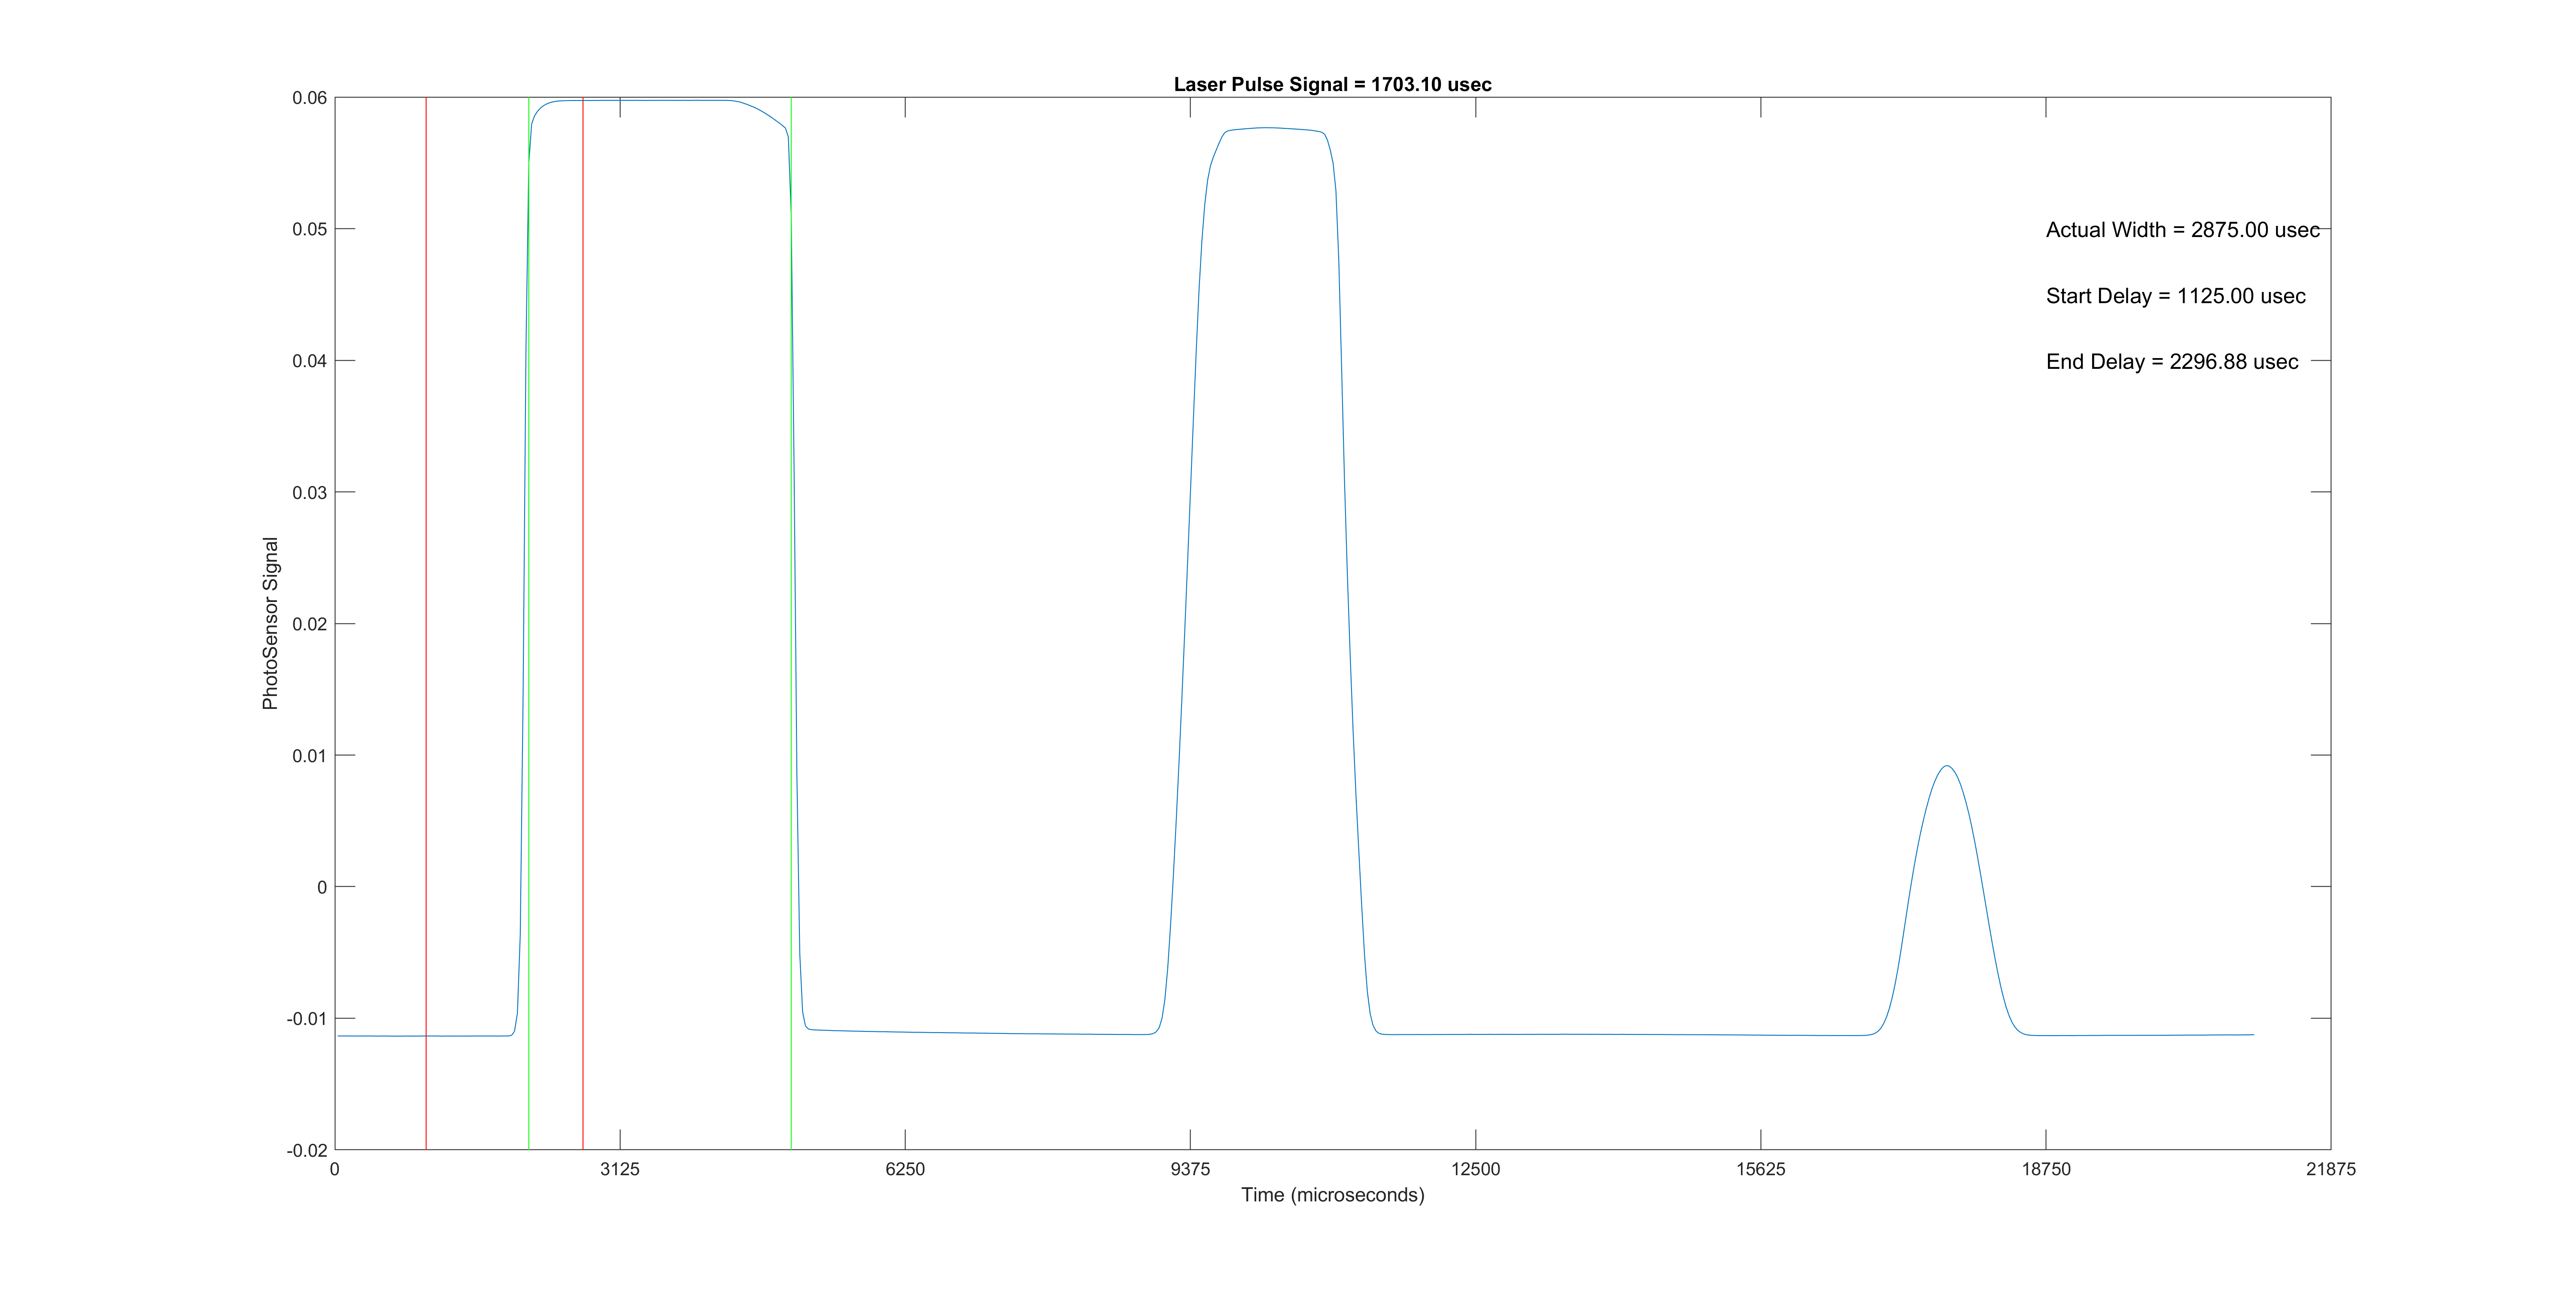 Laser Pulse Signal = 1703.10 usec
0.06
0.05
0.04
0.03
0.02
0.01
0
-0.01
-0.02
PhotoSensor Signal
Actual Width = 2875.00 usec
Start Delay = 1125.00 usec
End Delay = 2296.88 usec
0 3125 6250 9375 12500 15625 18750 21875
Time (microseconds)